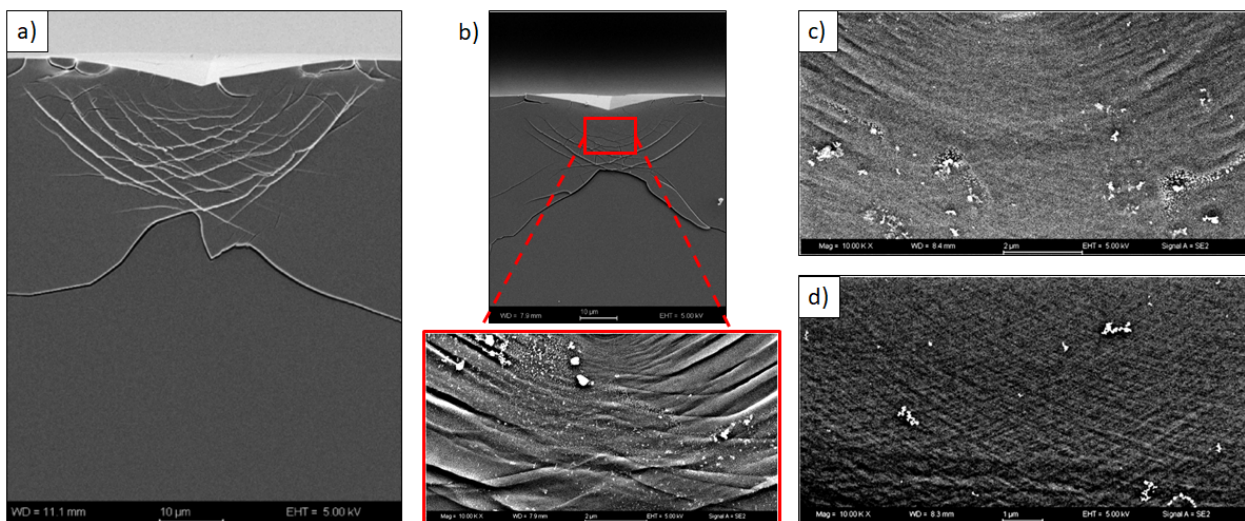 a)
WD = 11.1 mm 10 µm EHT = 5.00 kV
b)
WD = 7.9 mm 10 µm EHT = 5.00 kV
Mag = 10.00 K X WD = 7.9 mm 2 µm EHT = 5.00 kV Signal A = SE2
c)
Mag = 10.00 K X WD = 8.4 mm 2 µm EHT = 5.00 kV Signal A = SE2
d)
Mag = 10.00 K X WD = 8.3 mm 1 µm EHT = 5.00 kV Signal A = SE2